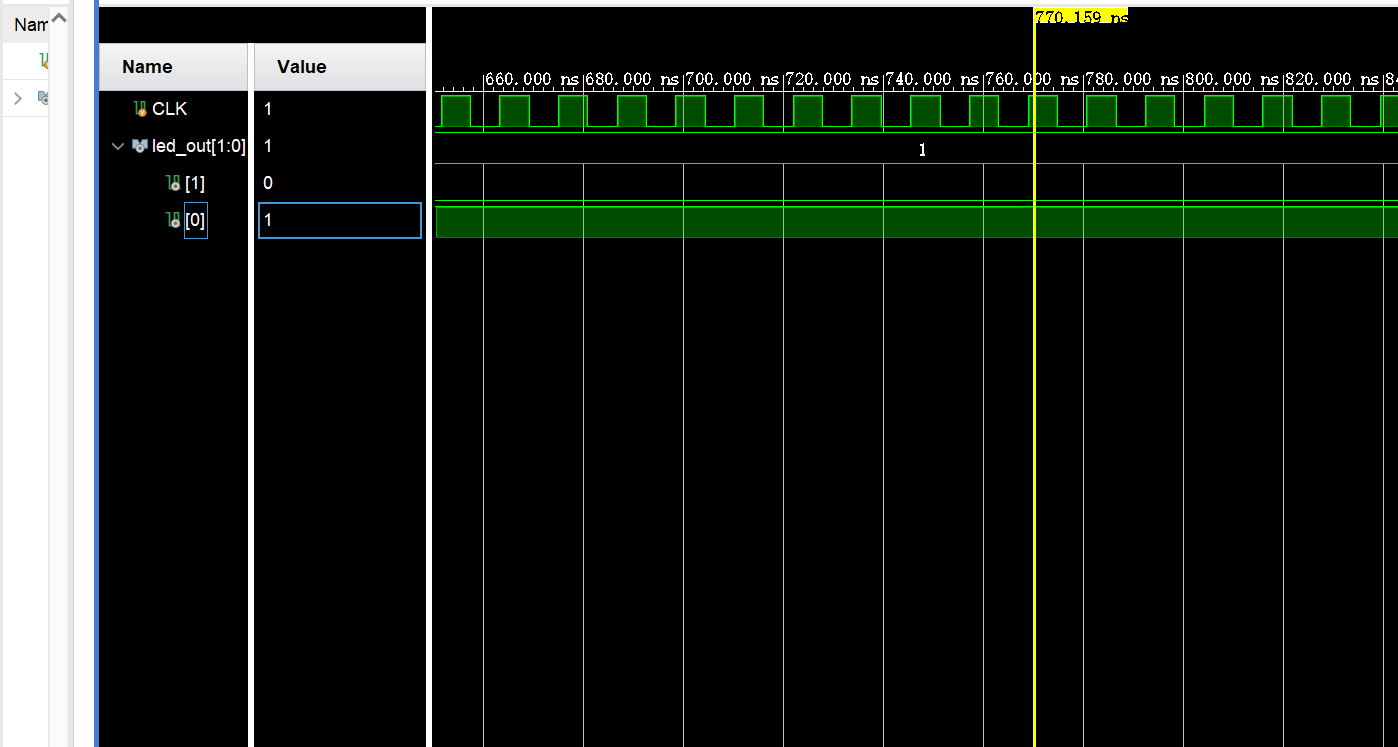 Nam
770.159 ns
Name Value
660.000 ns 680.000 ns 700.000 ns 720.000 ns 740.000 ns 760.000 ns 780.000 ns 800.000 ns 820.000 ns 84
CLK 1
led_out[1:0] 1 1
[1] 0
[0] 1